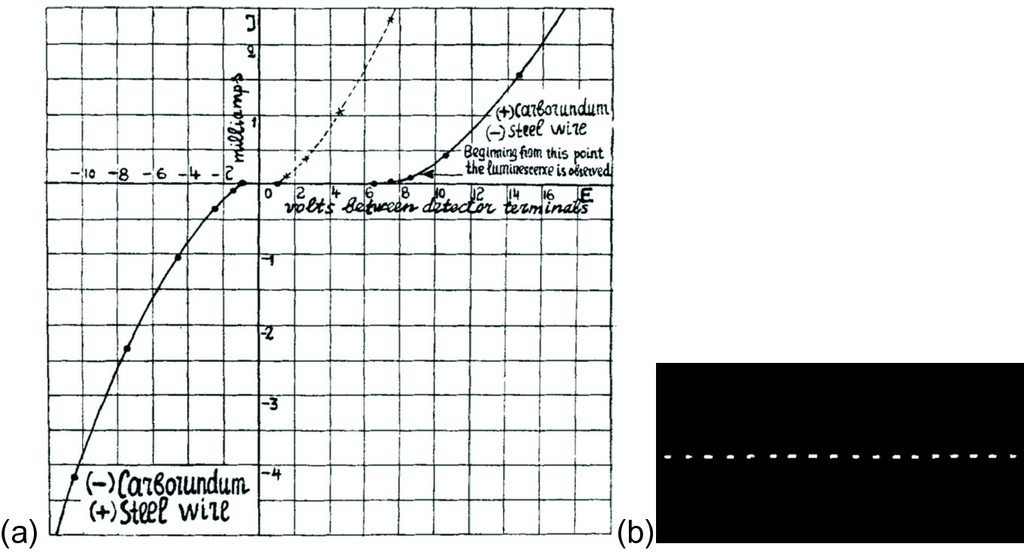 J
10
milliamps
1
(+) Carborundum
(−) Steel wire
Beginning from this point
the luminescence is observed
-10 -8 -6 -4 -2
0 2 4 6 8 10 12 14 16 E
volts between detector terminals
-1
-2
-3
-4
(−) Carborundum
(+) Steel wire
(a)
(b)